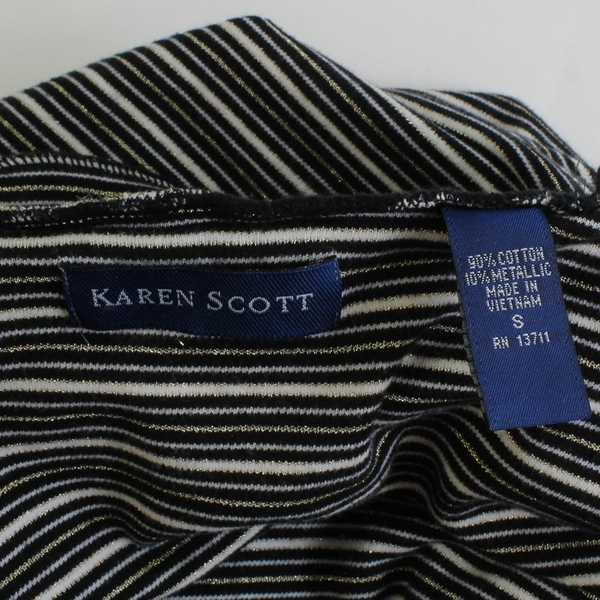 KAREN SCOTT
90% COTTON
10% METALLIC
MADE IN
VIETNAM
S
RN 13711